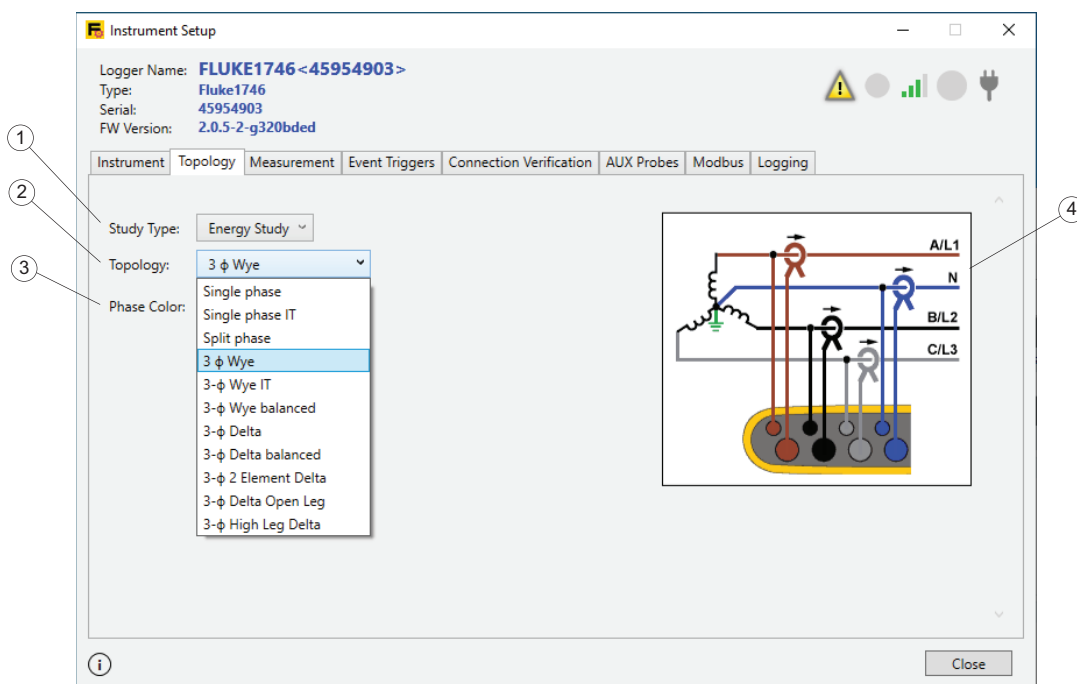 Instrument Setup
Logger Name: FLUKE1746<45954903>
Type: Fluke1746
Serial: 45954903
FW Version: 2.0.5-2-g320bded
1
Instrument Topology Measurement Event Triggers Connection Verification AUX Probes Modbus Logging
2
4
Study Type: Energy Study
Topology: 3 ϕ Wye
3
Phase Color:
Single phase
Single phase IT
Split phase
3 ϕ Wye
3-ϕ Wye IT
3-ϕ Wye balanced
3-ϕ Delta
3-ϕ Delta balanced
3-ϕ 2 Element Delta
3-ϕ Delta Open Leg
3-ϕ High Leg Delta
A/L1
N
B/L2
C/L3
Close